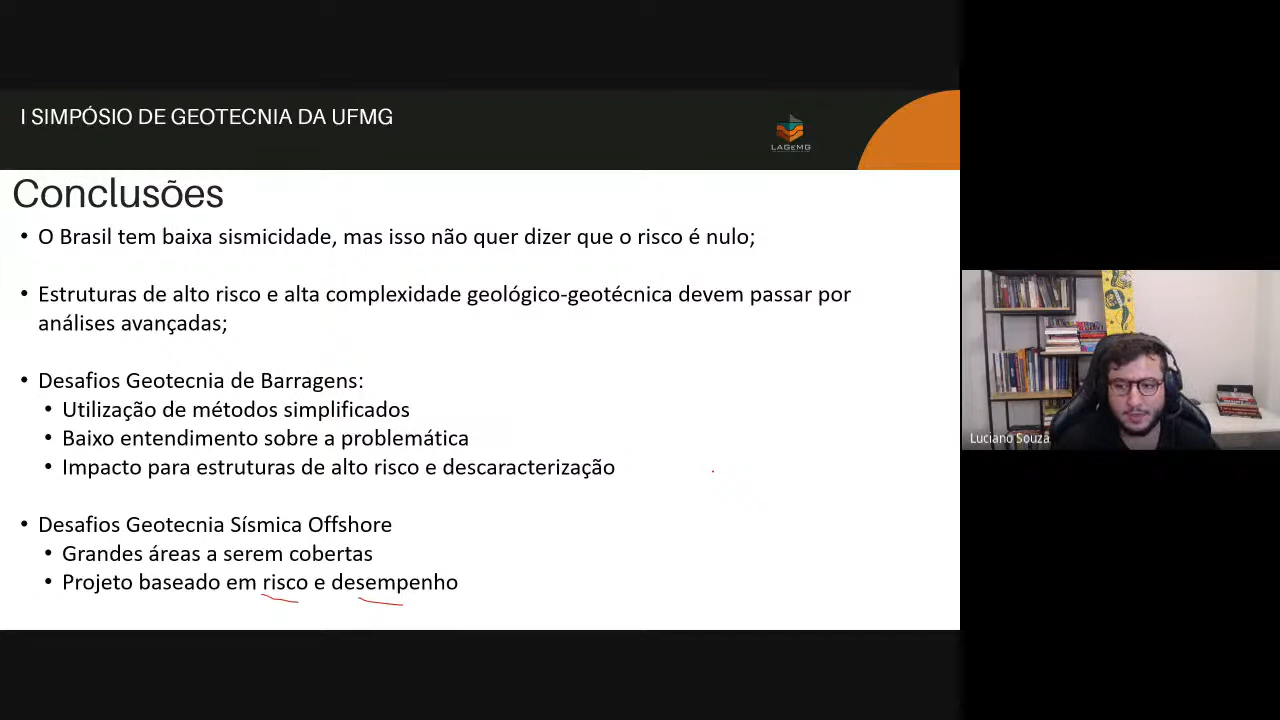 I SIMPÓSIO DE GEOTECNIA DA UFMG
LAGEMG
Conclusões
• O Brasil tem baixa sismicidade, mas isso não quer dizer que o risco é nulo;
• Estruturas de alto risco e alta complexidade geológico-geotécnica devem passar por
análises avançadas;
• Desafios Geotecnia de Barragens:
• Utilização de métodos simplificados
• Baixo entendimento sobre a problemática
• Impacto para estruturas de alto risco e descaracterização
• Desafios Geotecnia Sísmica Offshore
• Grandes áreas a serem cobertas
• Projeto baseado em risco e desempenho
Luciano Souza